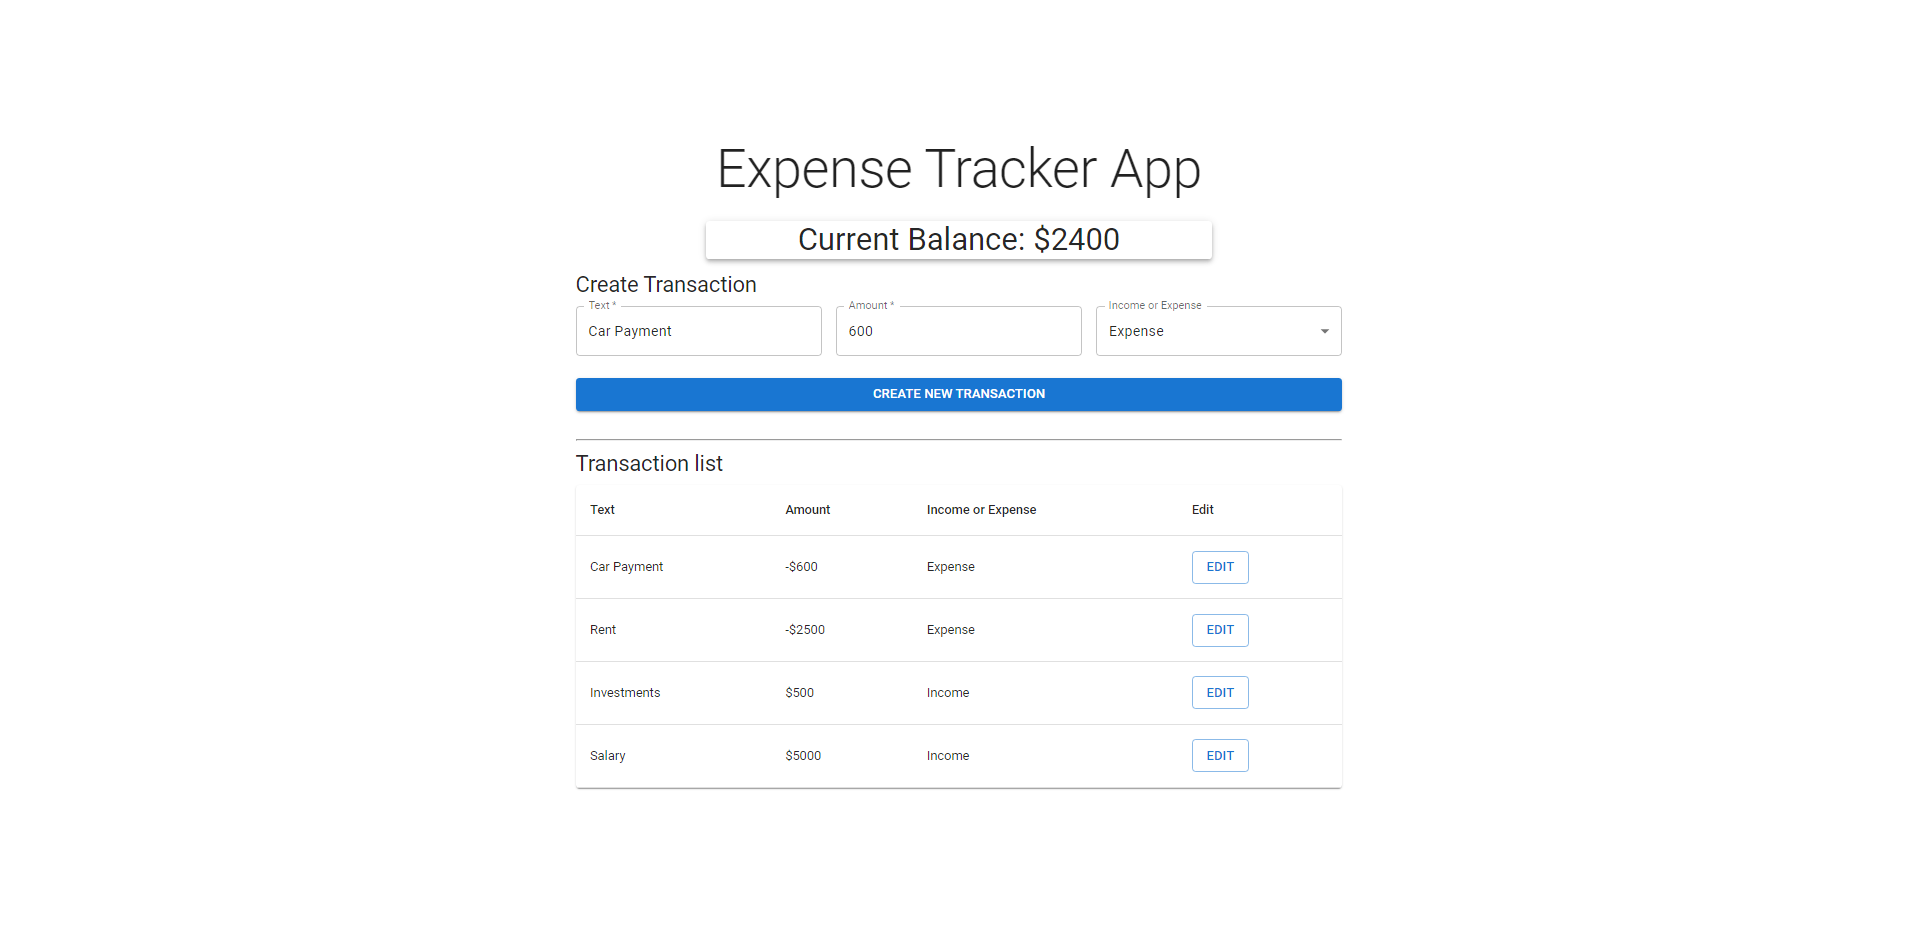 Expense Tracker App
Current Balance: $2400
Create Transaction
Text * Amount * Income or Expense
Car Payment 600 Expense
CREATE NEW TRANSACTION
Transaction list
Text Amount Income or Expense Edit
Car Payment -$600 Expense EDIT
Rent -$2500 Expense EDIT
Investments $500 Income EDIT
Salary $5000 Income EDIT